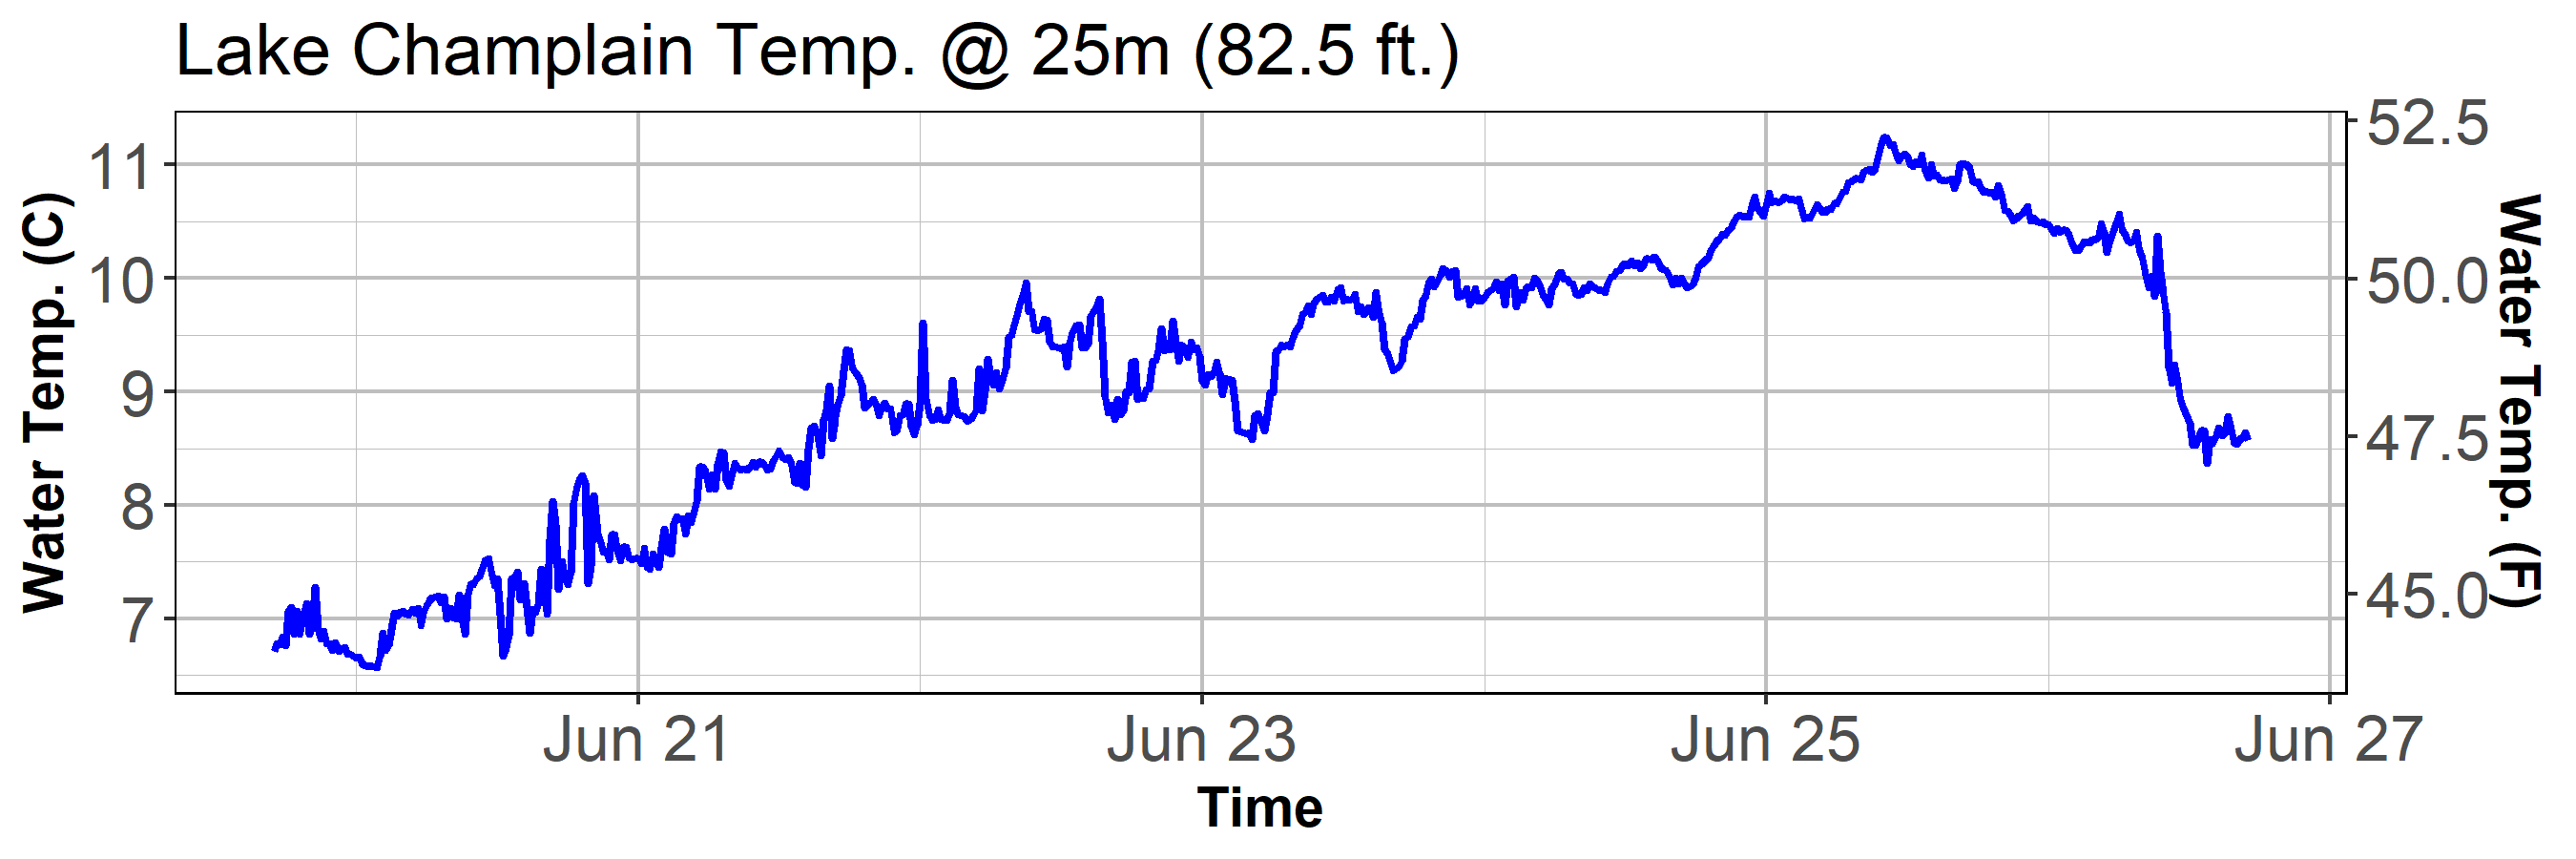 Lake Champlain Temp. @ 25m (82.5 ft.)
Water Temp. (C)
11
10
9
8
7
52.5
50.0
47.5
45.0
Water Temp. (F)
Jun 21 Jun 23 Jun 25 Jun 27
Time